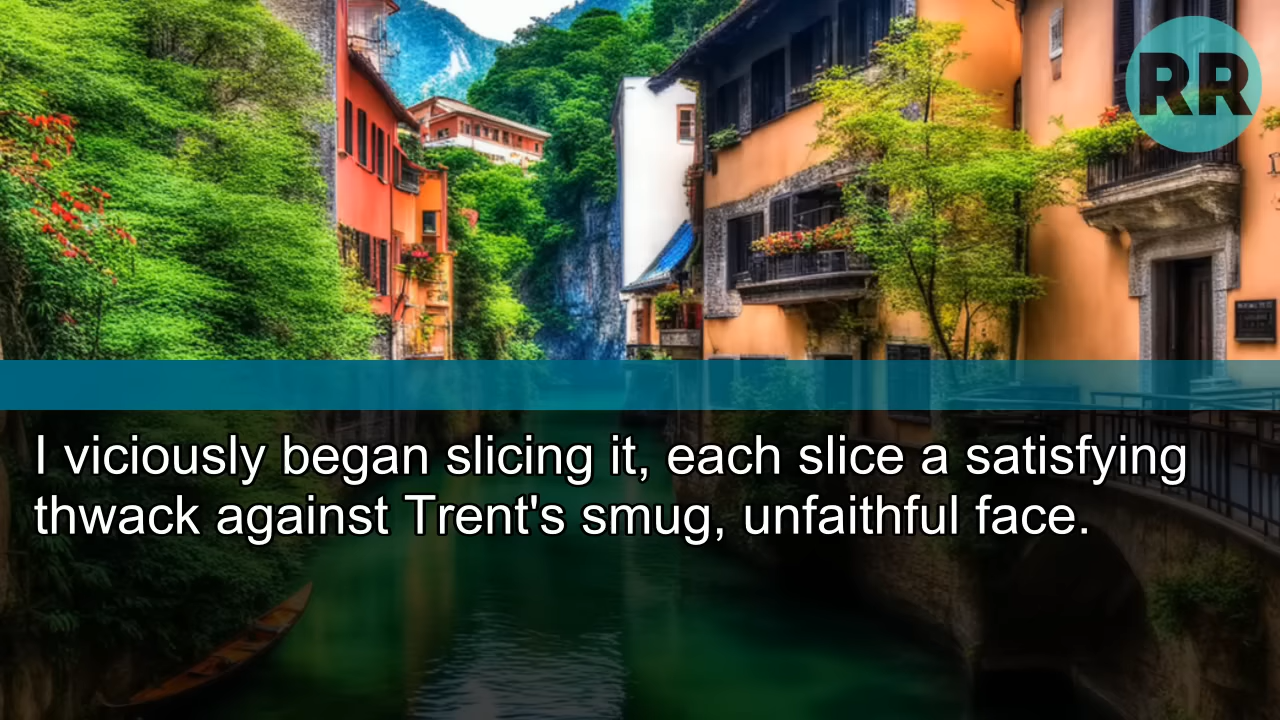 RR
I viciously began slicing it, each slice a satisfying
thwack against Trent's smug, unfaithful face.